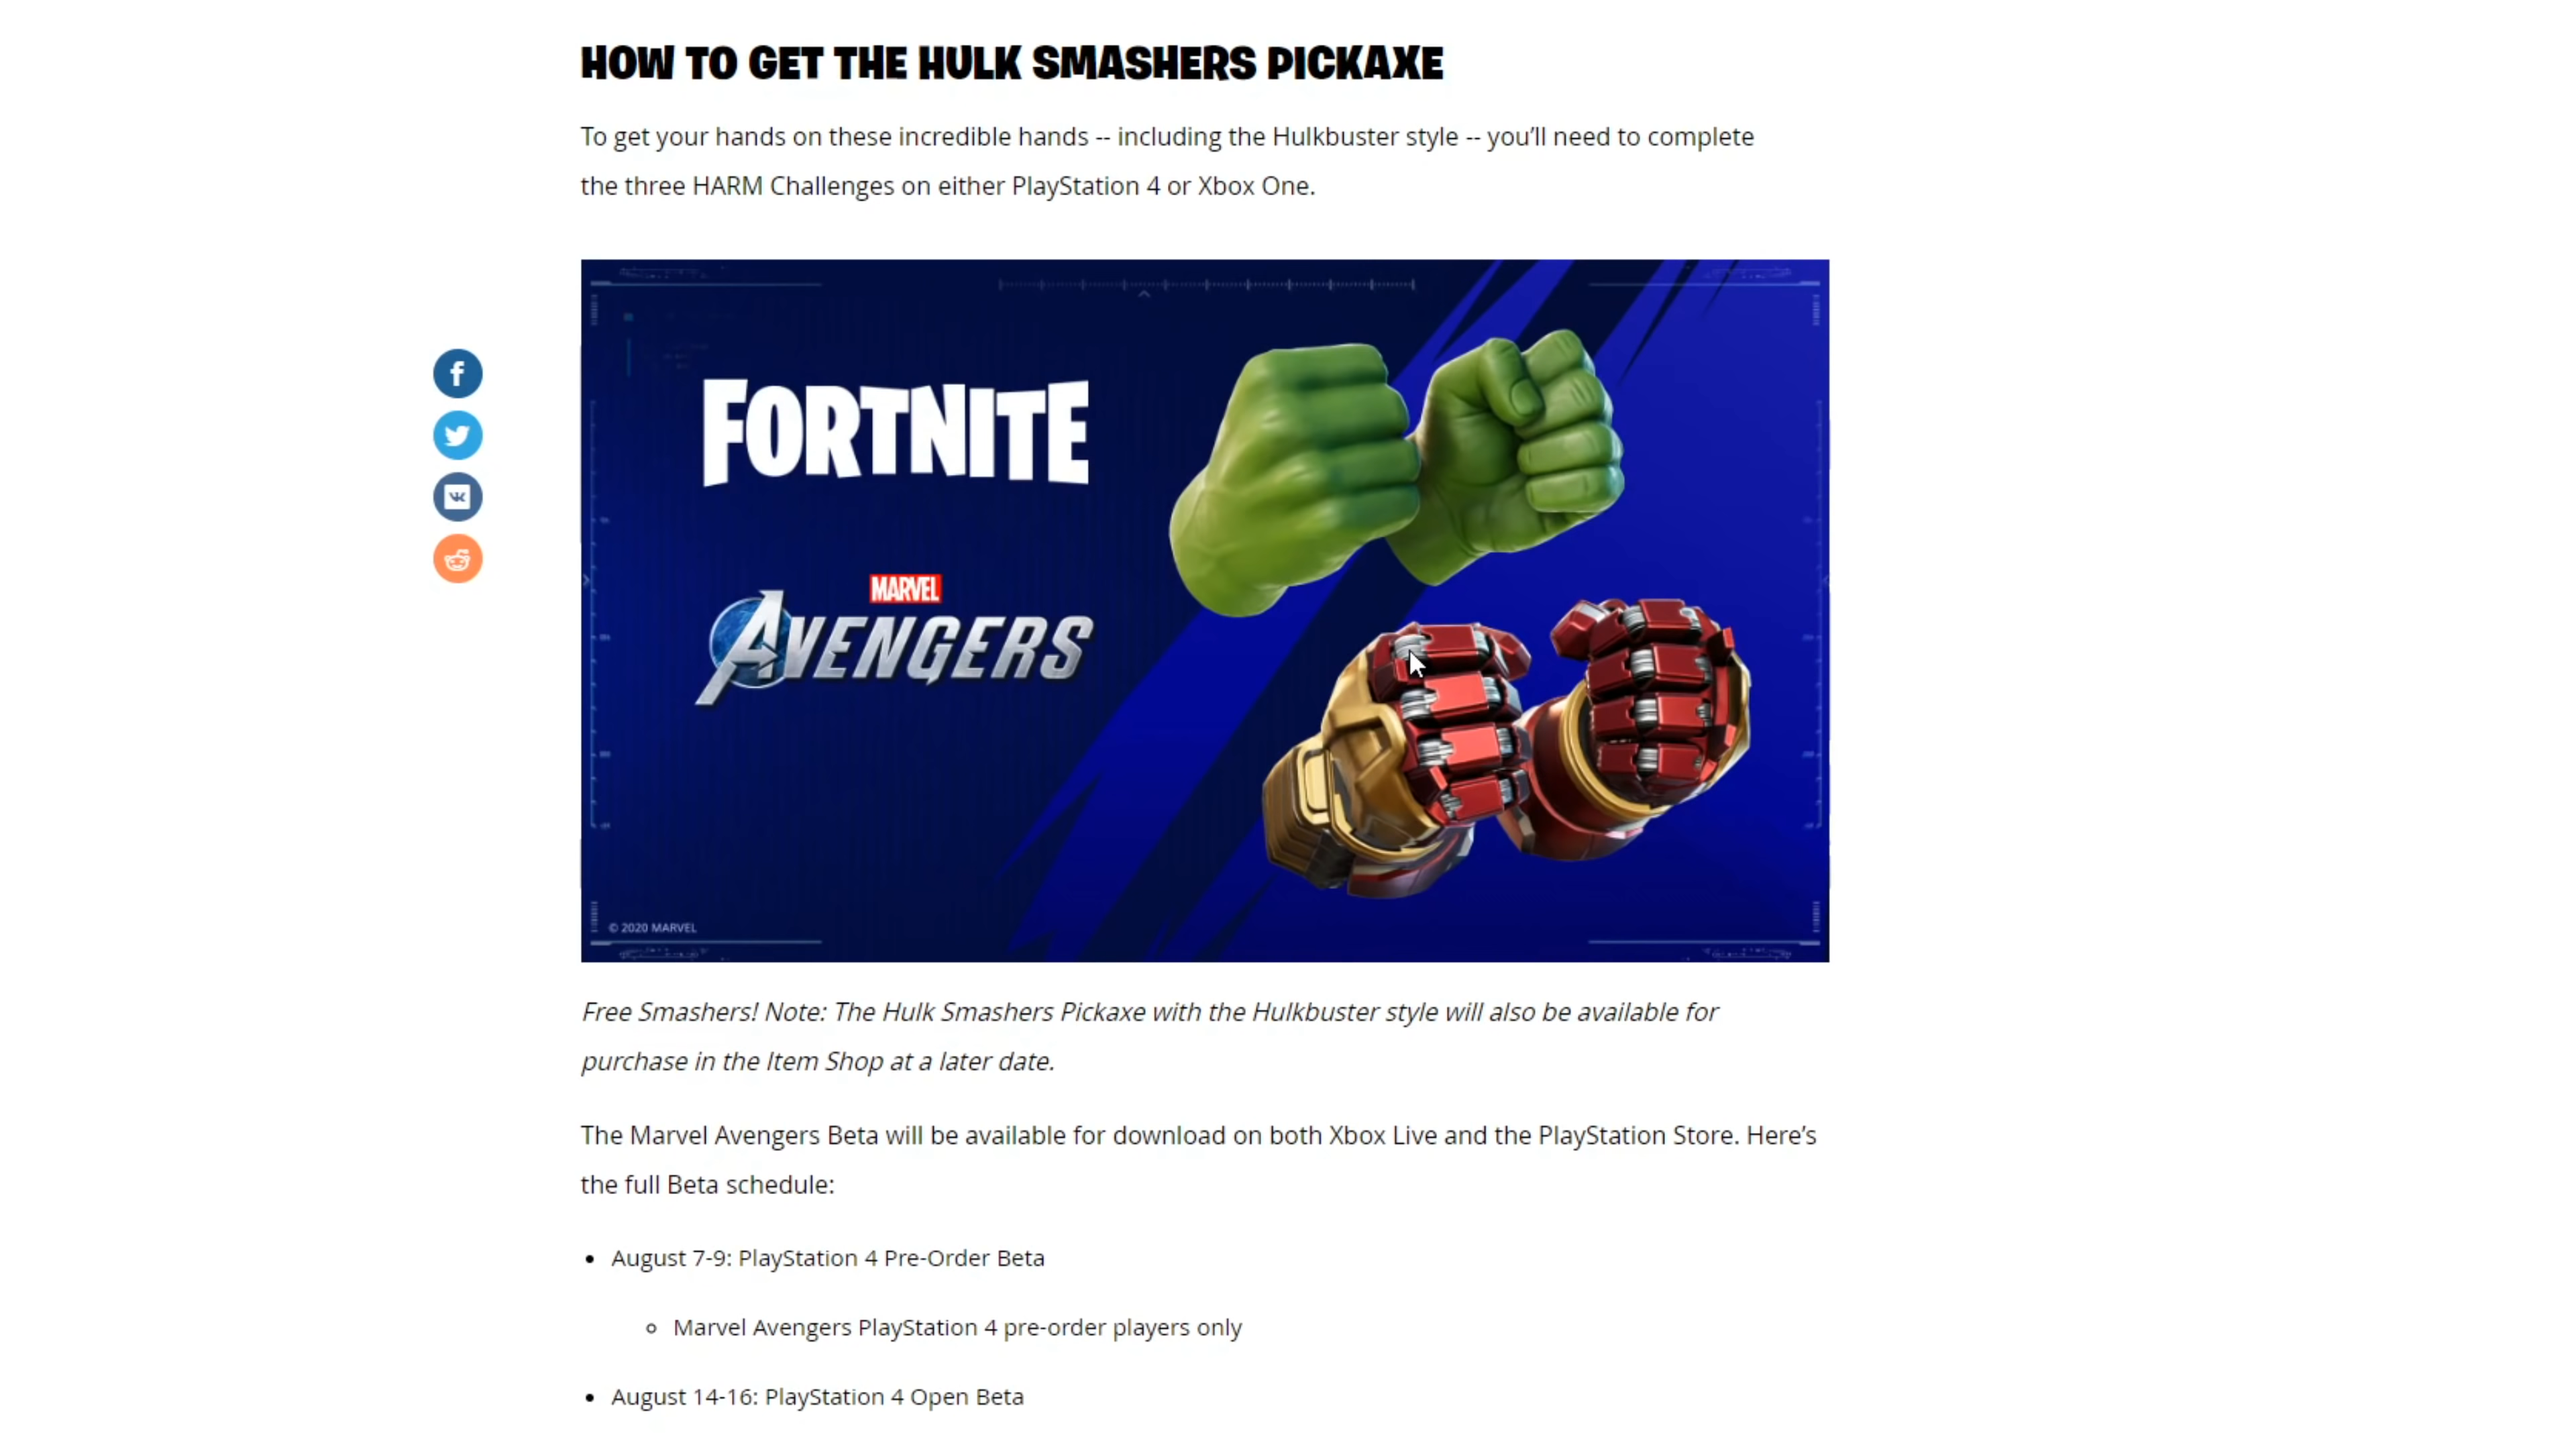 HOW TO GET THE HULK SMASHERS PICKAXE
To get your hands on these incredible hands -- including the Hulkbuster style -- you’ll need to complete
the three HARM Challenges on either PlayStation 4 or Xbox One.
FORTNITE
MARVEL
AVENGERS
© 2020 MARVEL
Free Smashers! Note: The Hulk Smashers Pickaxe with the Hulkbuster style will also be available for
purchase in the Item Shop at a later date.
The Marvel Avengers Beta will be available for download on both Xbox Live and the PlayStation Store. Here’s
the full Beta schedule:
• August 7-9: PlayStation 4 Pre-Order Beta
◦ Marvel Avengers PlayStation 4 pre-order players only
• August 14-16: PlayStation 4 Open Beta